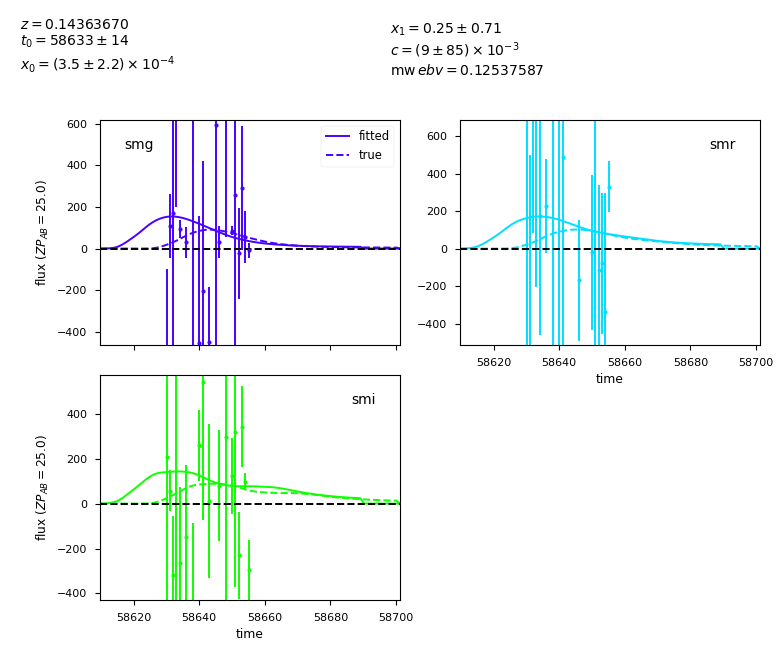 z = 0.14363670
t₀ = 58633 ± 14
x₀ = (3.5 ± 2.2) × 10⁻⁴
x₁ = 0.25 ± 0.71
c = (9 ± 85) × 10⁻³
mw ebv = 0.12537587
smg
fitted
true
600
400
200
0
−200
−400
flux (ZP_AB = 25.0)
smr
600
400
200
0
−200
−400
58620 58640 58660 58680 58700
time
smi
400
200
0
−200
−400
flux (ZP_AB = 25.0)
58620 58640 58660 58680 58700
time